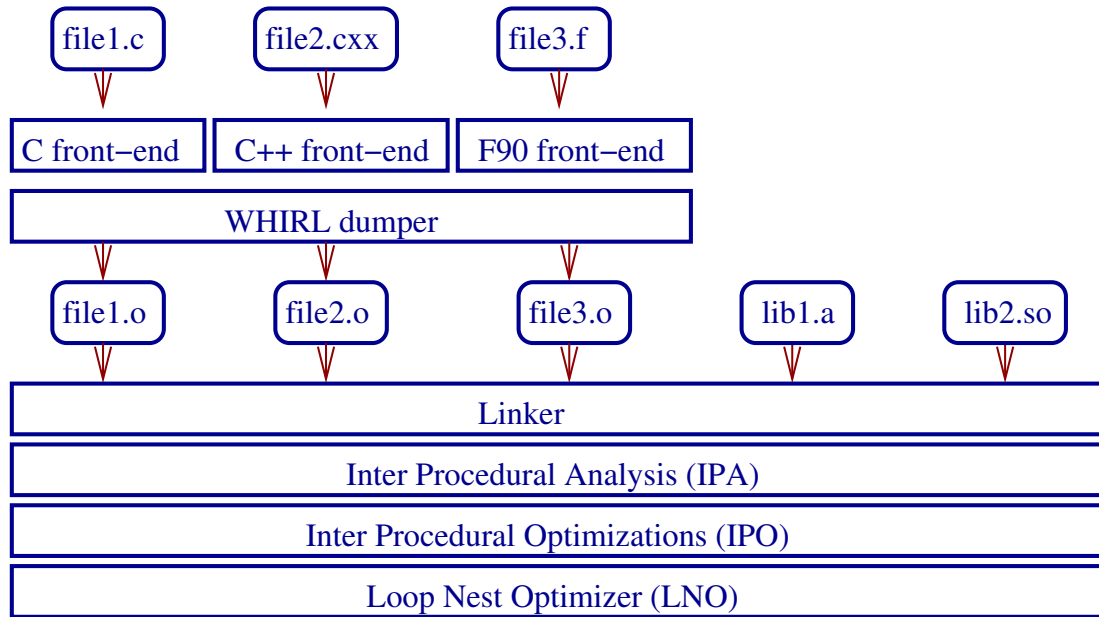 file1.c
file2.cxx
file3.f
C front−end
C++ front−end
F90 front−end
WHIRL dumper
file1.o
file2.o
file3.o
lib1.a
lib2.so
Linker
Inter Procedural Analysis (IPA)
Inter Procedural Optimizations (IPO)
Loop Nest Optimizer (LNO)